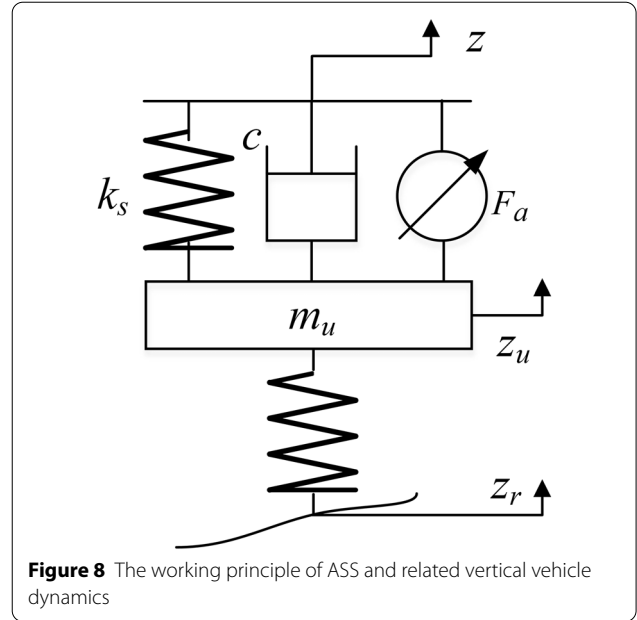 z
c
k_s
F_a
m_u
z_u
z_r
Figure 8 The working principle of ASS and related vertical vehicle
dynamics